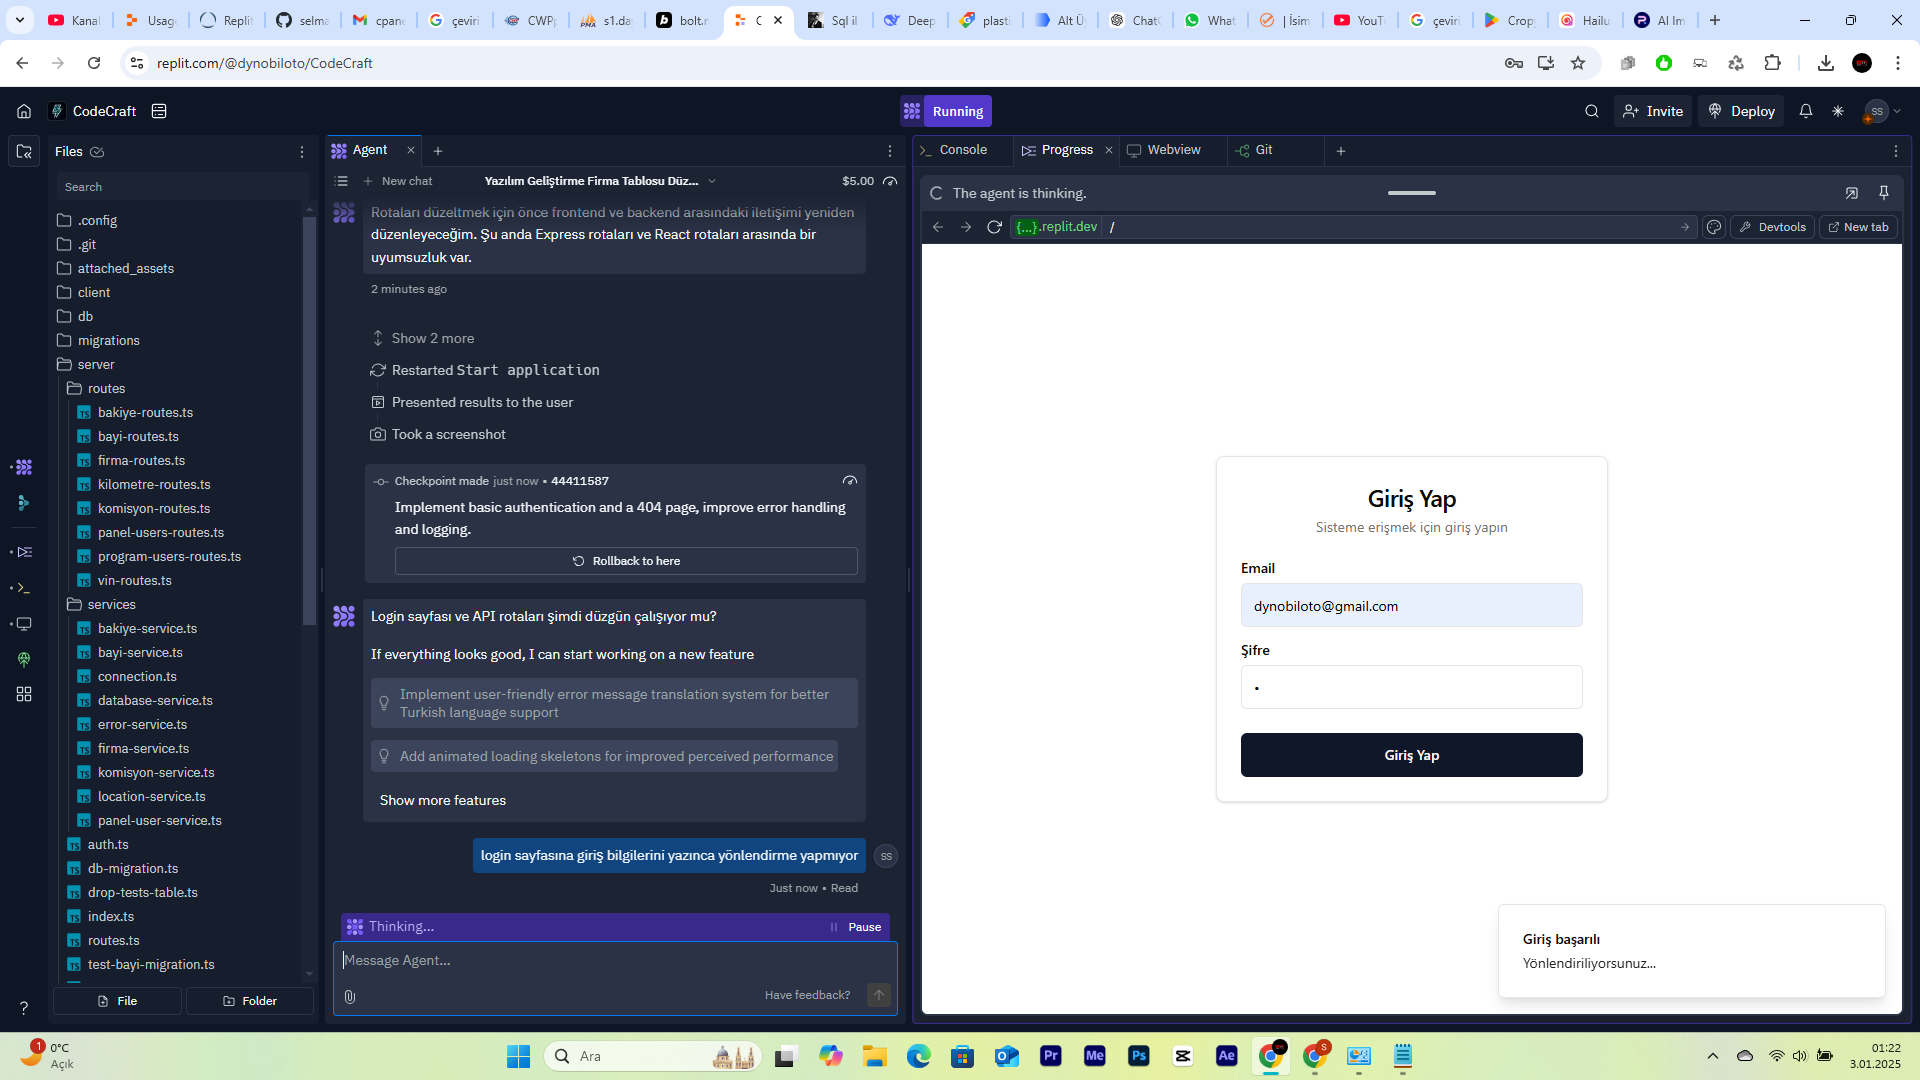 Kanal
Usage
Replit
selma
cpane
çeviri
CWPp
s1.da
bolt.n
C
Sql il
Deep
plasti
Alt Ü
ChatG
What
| İsim
YouT
çeviri
Crop
Hailu
AI Im
replit.com/@dynobiloto/CodeCraft
CodeCraft
Running
Invite
Deploy
SS
Files
Search
.config
.git
attached_assets
client
db
migrations
server
routes
bakiye-routes.ts
bayi-routes.ts
firma-routes.ts
kilometre-routes.ts
komisyon-routes.ts
panel-users-routes.ts
program-users-routes.ts
vin-routes.ts
services
bakiye-service.ts
bayi-service.ts
connection.ts
database-service.ts
error-service.ts
firma-service.ts
komisyon-service.ts
location-service.ts
panel-user-service.ts
auth.ts
db-migration.ts
drop-tests-table.ts
index.ts
routes.ts
test-bayi-migration.ts
File
Folder
Agent
New chat
Yazılım Geliştirme Firma Tablosu Düz...
$5.00
Rotaları düzeltmek için önce frontend ve backend arasındaki iletişimi yeniden
düzenleyeceğim. Şu anda Express rotaları ve React rotaları arasında bir
uyumsuzluk var.
2 minutes ago
Show 2 more
Restarted Start application
Presented results to the user
Took a screenshot
Checkpoint made just now • 44411587
Implement basic authentication and a 404 page, improve error handling
and logging.
Rollback to here
Login sayfası ve API rotaları şimdi düzgün çalışıyor mu?
If everything looks good, I can start working on a new feature
Implement user-friendly error message translation system for better
Turkish language support
Add animated loading skeletons for improved perceived performance
Show more features
login sayfasına giriş bilgilerini yazınca yönlendirme yapmıyor
SS
Just now • Read
Thinking...
Pause
Message Agent...
Have feedback?
Console
Progress
Webview
Git
The agent is thinking.
{...}.replit.dev
/
Devtools
New tab
Giriş Yap
Sisteme erişmek için giriş yapın
Email
dynobiloto@gmail.com
Şifre
•
Giriş Yap
Giriş başarılı
Yönlendiriliyorsunuz...
1
0°C
Açık
Ara
Pr
Me
Ps
Ae
S
01:22
3.01.2025